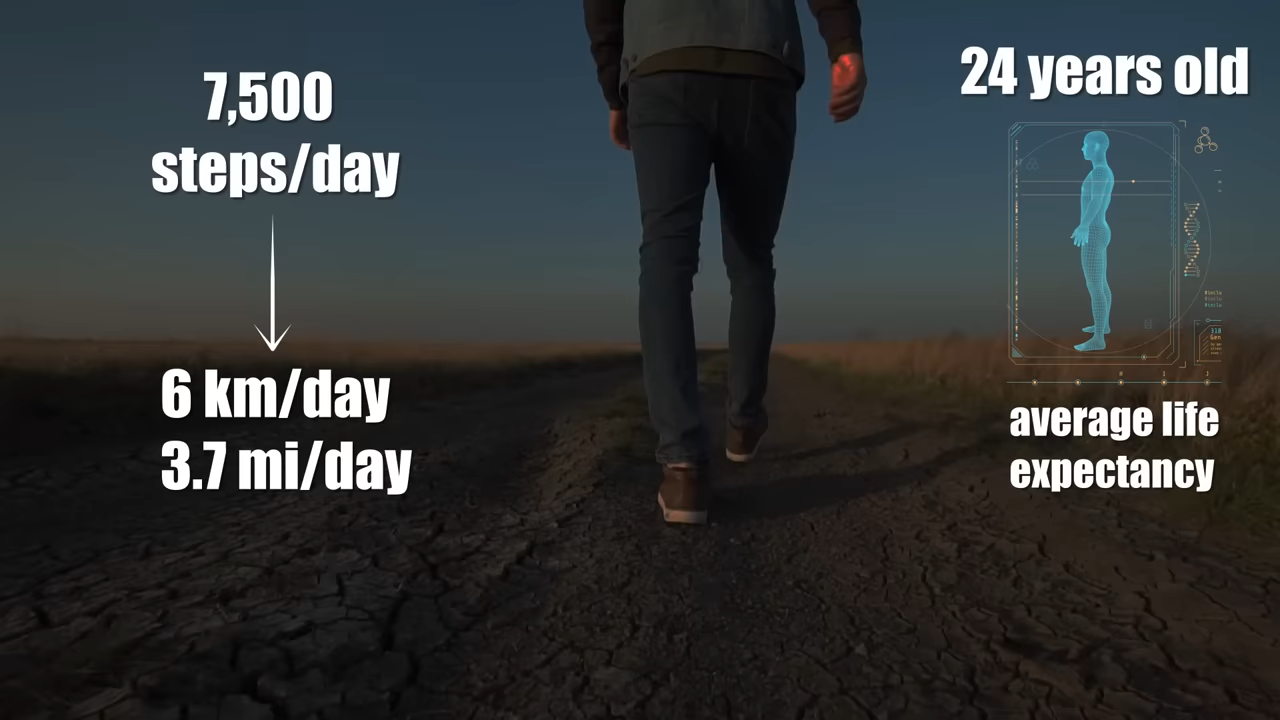 7,500
steps/day
6 km/day
3.7 mi/day
24 years old
average life
expectancy